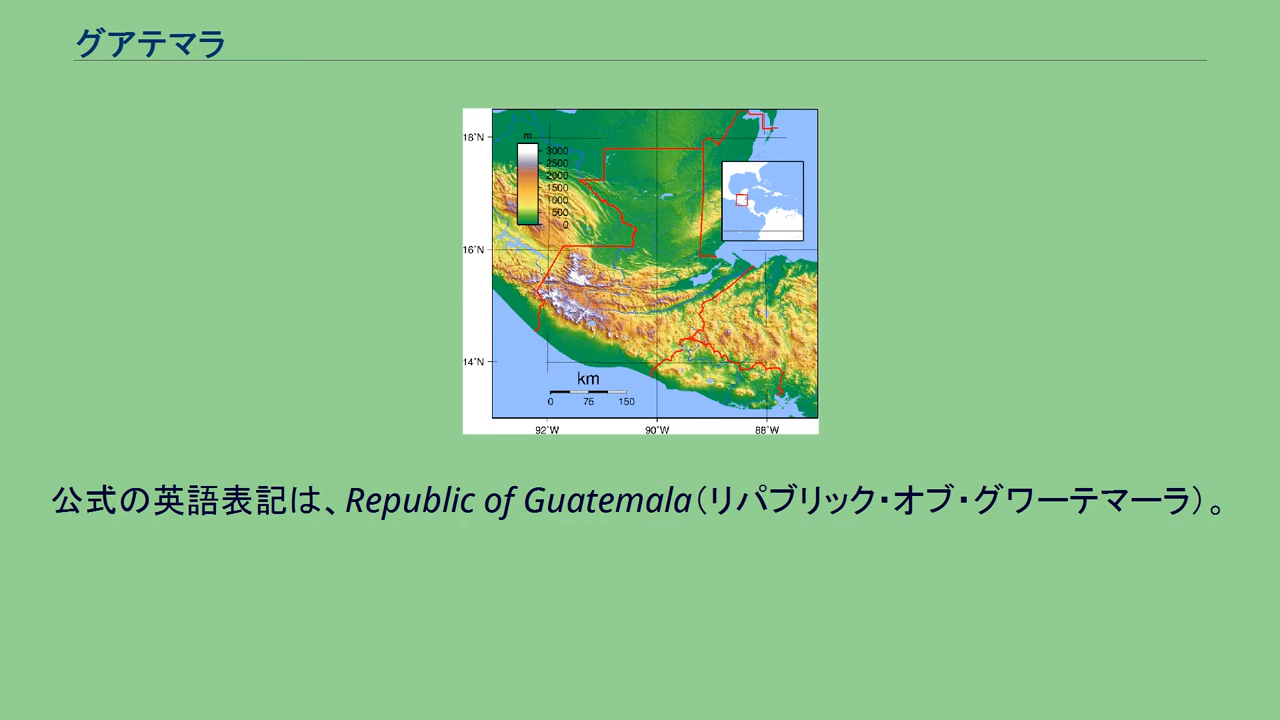 グアテマラ
m
3000
2500
2000
1500
1000
500
0
18˚N
16˚N
14˚N
km
0 75 150
92˚W 90˚W 88˚W
公式の英語表記は、Republic of Guatemala（リパブリック・オブ・グワーテマーラ）。